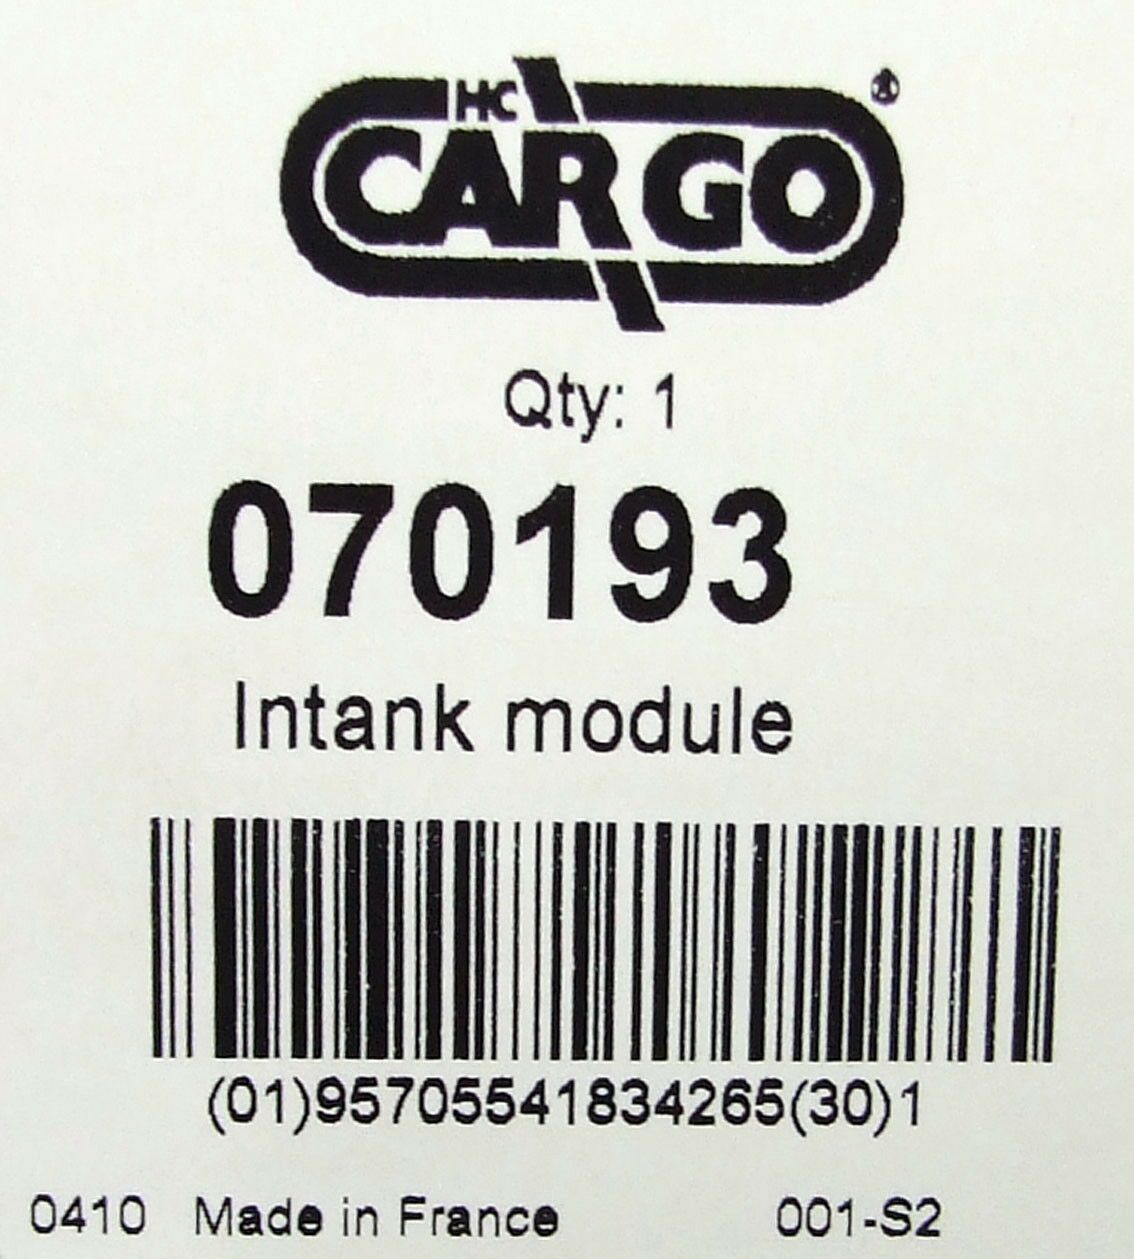 HC
CARGO®
Qty: 1
070193
Intank module
(01)95705541834265(30)1
0410 Made in France 001-S2